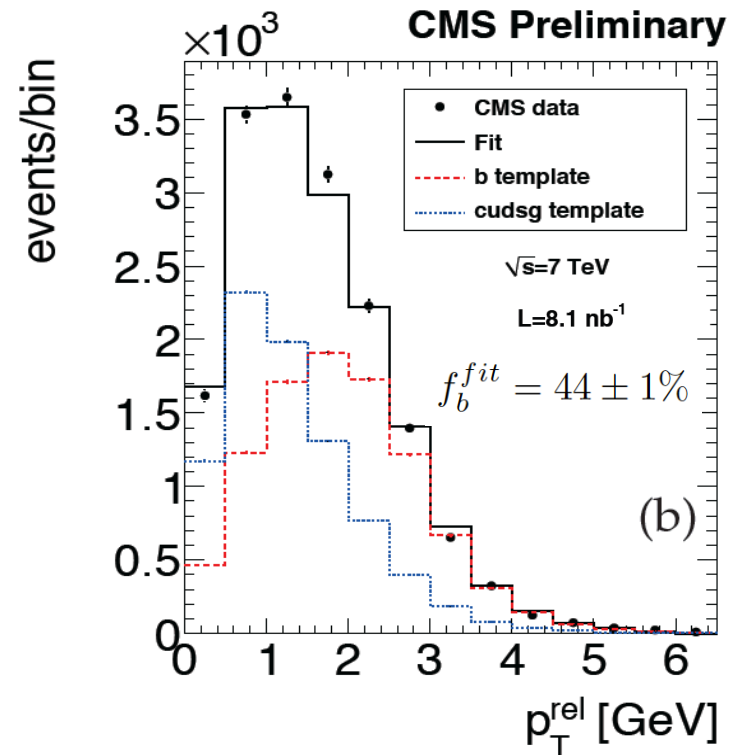 ×10³ CMS Preliminary
events/bin
3.5
3
2.5
2
1.5
1
0.5
0
CMS data
Fit
b template
cudsg template
√s=7 TeV
L=8.1 nb⁻¹
f_b^{fit} = 44 ± 1%
(b)
0 1 2 3 4 5 6
p_T^{rel} [GeV]